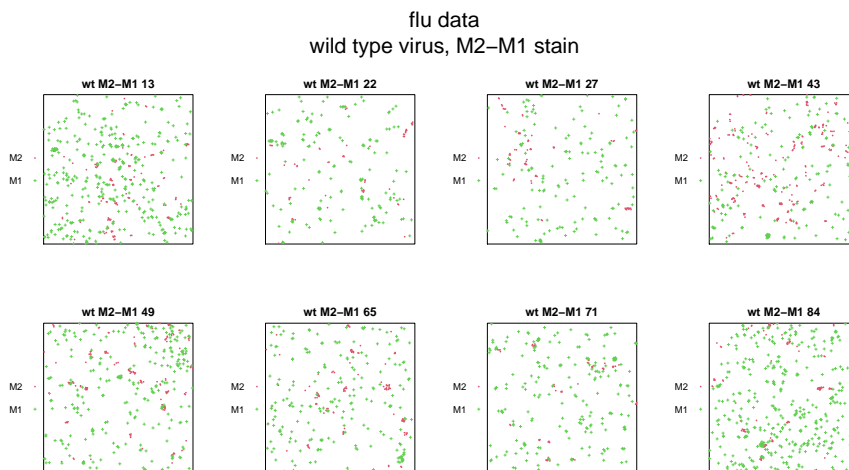 flu data
wild type virus, M2−M1 stain
wt M2−M1 13
wt M2−M1 22
wt M2−M1 27
wt M2−M1 43
M2
M1
M2
M1
M2
M1
M2
M1
wt M2−M1 49
wt M2−M1 65
wt M2−M1 71
wt M2−M1 84
M2
M1
M2
M1
M2
M1
M2
M1